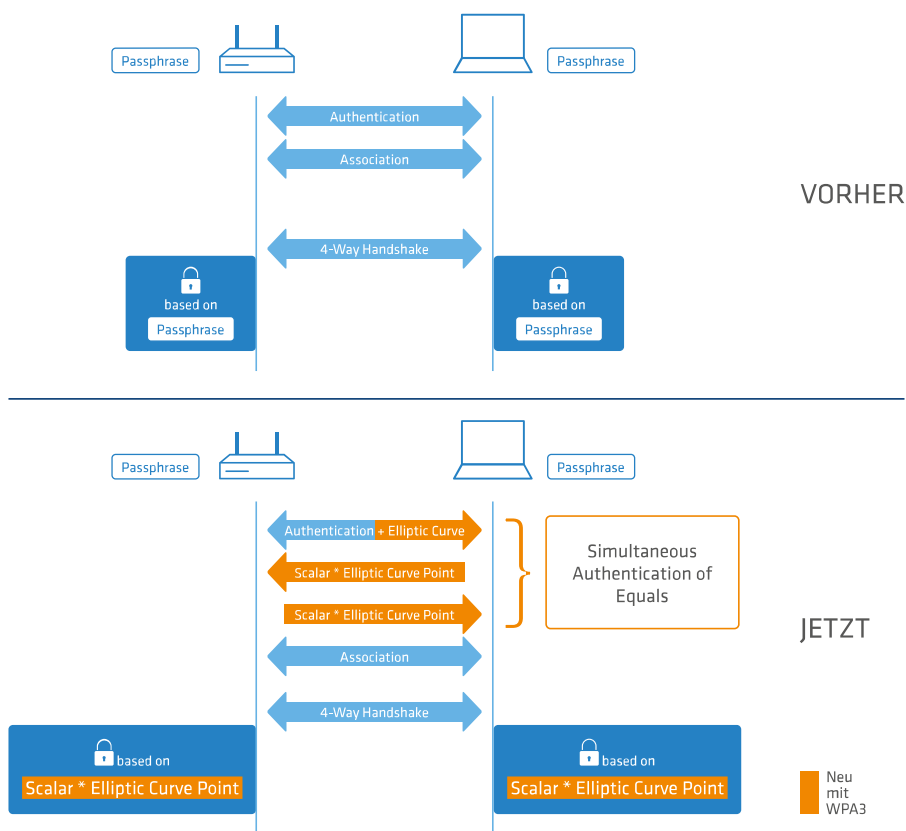 Passphrase
Passphrase
Authentication
Association
VORHER
4-Way Handshake
based on
Passphrase
based on
Passphrase
Passphrase
Passphrase
Authentication + Elliptic Curve
Scalar * Elliptic Curve Point
Scalar * Elliptic Curve Point
Simultaneous
Authentication of
Equals
JETZT
Association
4-Way Handshake
based on
Scalar * Elliptic Curve Point
based on
Scalar * Elliptic Curve Point
Neu
mit
WPA3